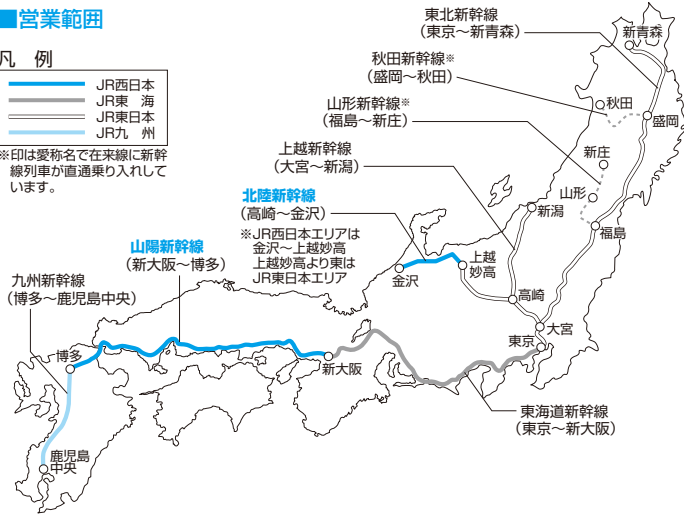 ■営業範囲
凡　例
JR西日本
JR東　海
JR東日本
JR九　州
※印は愛称名で在来線に新幹
線列車が直通乗り入れして
います。
東北新幹線
（東京〜新青森）
新青森
秋田新幹線※
（盛岡〜秋田）
秋田
盛岡
山形新幹線※
（福島〜新庄）
新庄
山形
上越新幹線
（大宮〜新潟）
新潟
福島
北陸新幹線
（高崎〜金沢）
※JR西日本エリアは
金沢〜上越妙高
上越妙高より東は
JR東日本エリア
金沢
上越
妙高
高崎
大宮
東京
山陽新幹線
（新大阪〜博多）
九州新幹線
（博多〜鹿児島中央）
博多
新大阪
東海道新幹線
（東京〜新大阪）
鹿児島
中央